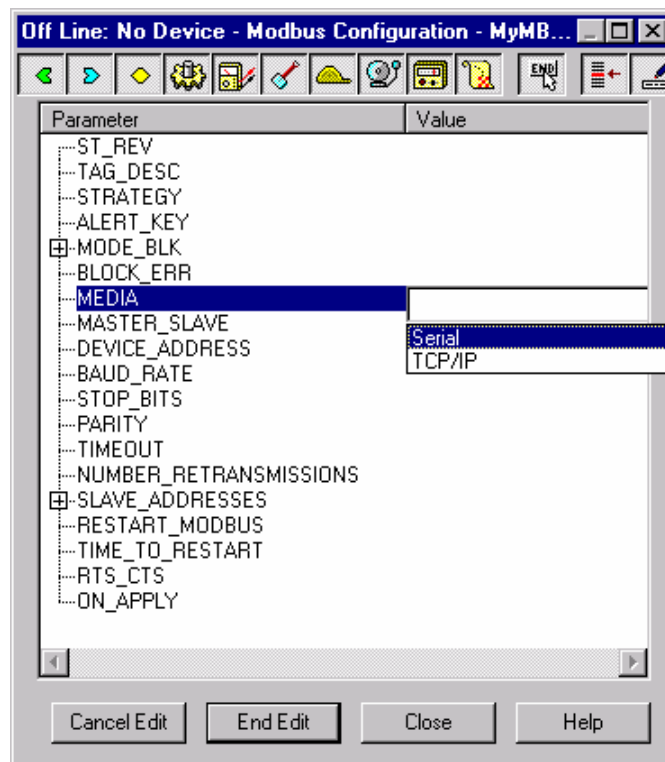 Off Line: No Device - Modbus Configuration - MyMB...
END
Parameter Value
ST_REV
TAG_DESC
STRATEGY
ALERT_KEY
MODE_BLK
BLOCK_ERR
MEDIA
MASTER_SLAVE
Serial
DEVICE_ADDRESS
TCP/IP
BAUD_RATE
STOP_BITS
PARITY
TIMEOUT
NUMBER_RETRANSMISSIONS
SLAVE_ADDRESSES
RESTART_MODBUS
TIME_TO_RESTART
RTS_CTS
ON_APPLY
Cancel Edit End Edit Close Help